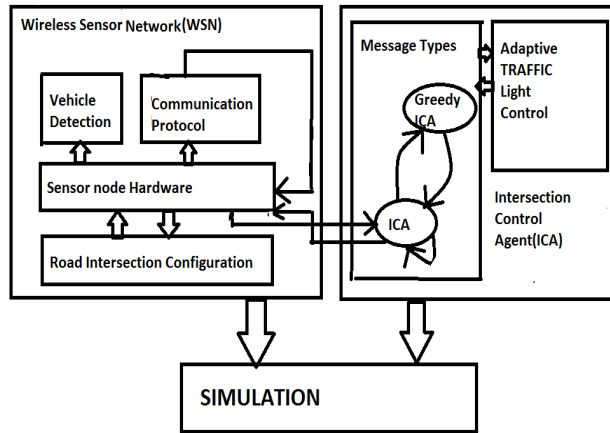 Wireless Sensor Network(WSN)
Vehicle
Detection
Communication
Protocol
Sensor node Hardware
Road Intersection Configuration
Message Types
Greedy
ICA
ICA
Adaptive
TRAFFIC
Light
Control
Intersection
Control
Agent(ICA)
SIMULATION